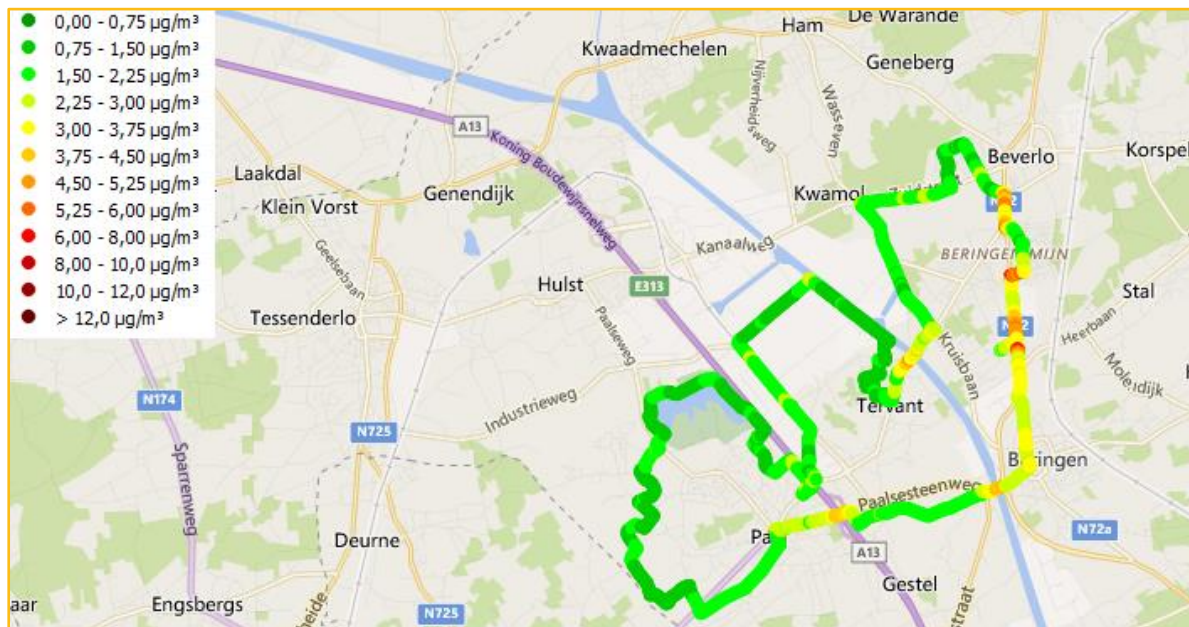 0,00 - 0,75 µg/m³
0,75 - 1,50 µg/m³
1,50 - 2,25 µg/m³
2,25 - 3,00 µg/m³
3,00 - 3,75 µg/m³
3,75 - 4,50 µg/m³
4,50 - 5,25 µg/m³
5,25 - 6,00 µg/m³
6,00 - 8,00 µg/m³
8,00 - 10,0 µg/m³
10,0 - 12,0 µg/m³
> 12,0 µg/m³
De Warande
Ham
Kwaadmechelen
Geneberg
Nijverheidsweg
Wasseven
A13
Koning Boudewijnsnelweg
Beverlo
Korspel
Laakdal
Genendijk
Klein Vorst
Kwamol
Geelsebaan
Kanaalweg
BERINGEN-MIJN
Hulst
E313
Stal
Tessenderlo
Paalseweg
Heerbaan
Kruisbaan
Molendijk
N174
Industrieweg
Tervant
N725
Sparrenweg
Beringen
Paalsesteenweg
Deurne
N72a
A13
Gestel
Engsbergs
N725